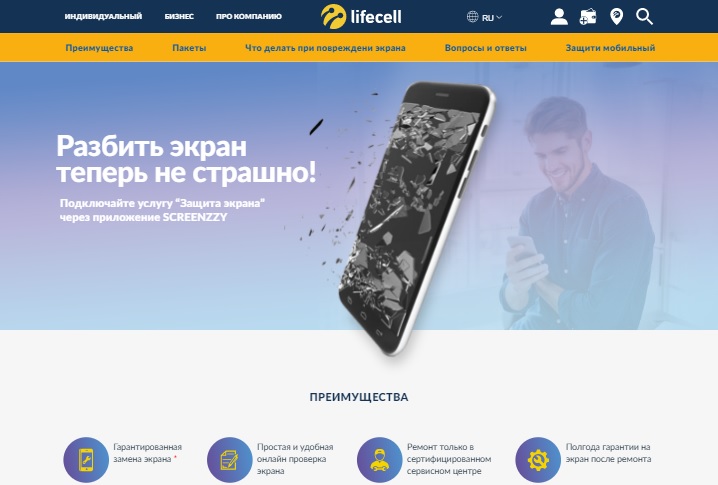 ИНДИВИДУАЛЬНЫЙ БИЗНЕС ПРО КОМПАНИЮ lifecell RU
Преимущества Пакеты Что делать при повреждени экрана Вопросы и ответы Защити мобильный
Разбить экран
теперь не страшно!
Подключайте услугу “Защита экрана”
через приложение SCREENZZY
ПРЕИМУЩЕСТВА
Гарантированная
замена экрана *
Простая и удобная
онлайн проверка
экрана
Ремонт только в
сертифицированном
сервисном центре
Полгода гарантии на
экран после ремонта